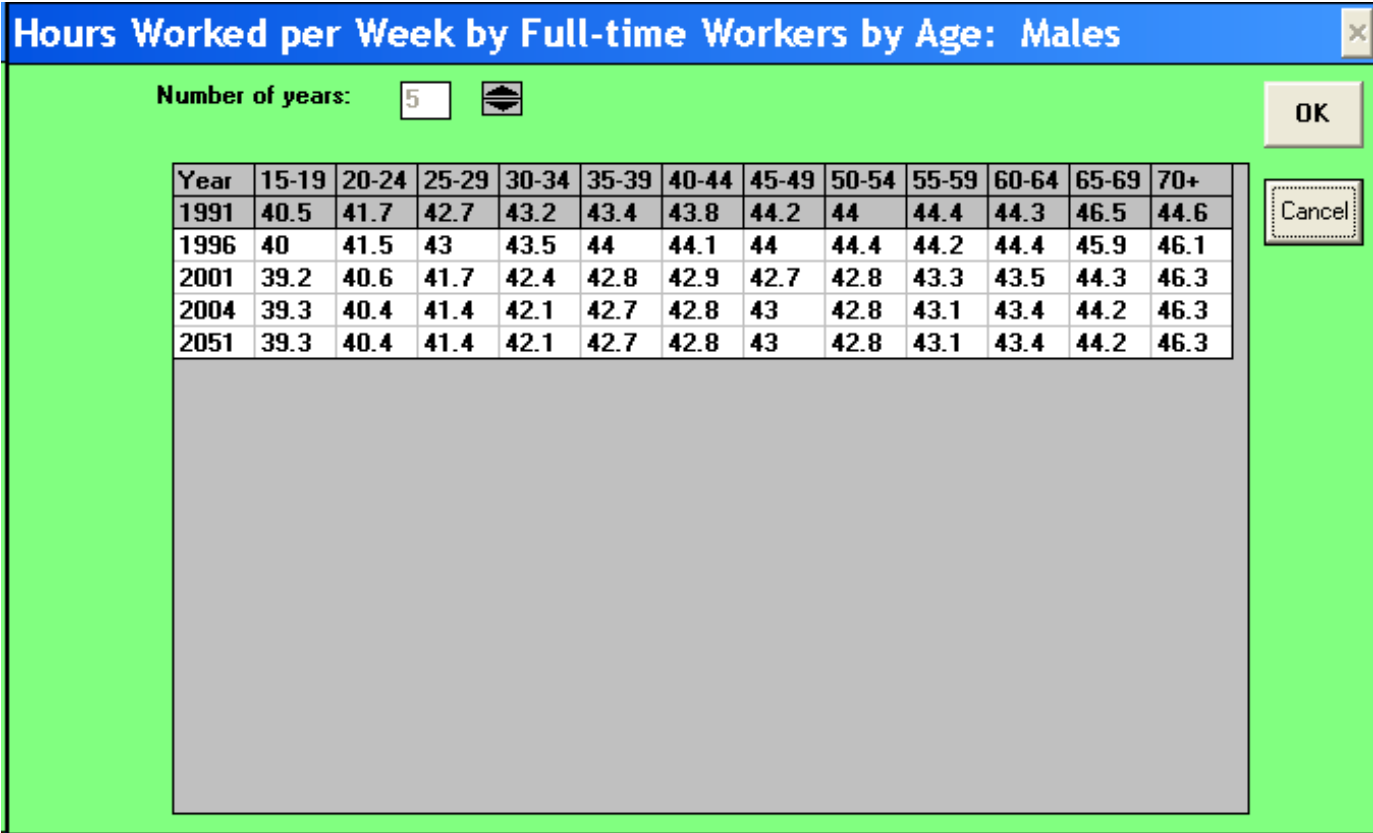 Hours Worked per Week by Full-time Workers by Age: Males
Number of years: 5
OK
Cancel
Year 15-19 20-24 25-29 30-34 35-39 40-44 45-49 50-54 55-59 60-64 65-69 70+
1991 40.5 41.7 42.7 43.2 43.4 43.8 44.2 44 44.4 44.3 46.5 44.6
1996 40 41.5 43 43.5 44 44.1 44 44.4 44.2 44.4 45.9 46.1
2001 39.2 40.6 41.7 42.4 42.8 42.9 42.7 42.8 43.3 43.5 44.3 46.3
2004 39.3 40.4 41.4 42.1 42.7 42.8 43 42.8 43.1 43.4 44.2 46.3
2051 39.3 40.4 41.4 42.1 42.7 42.8 43 42.8 43.1 43.4 44.2 46.3